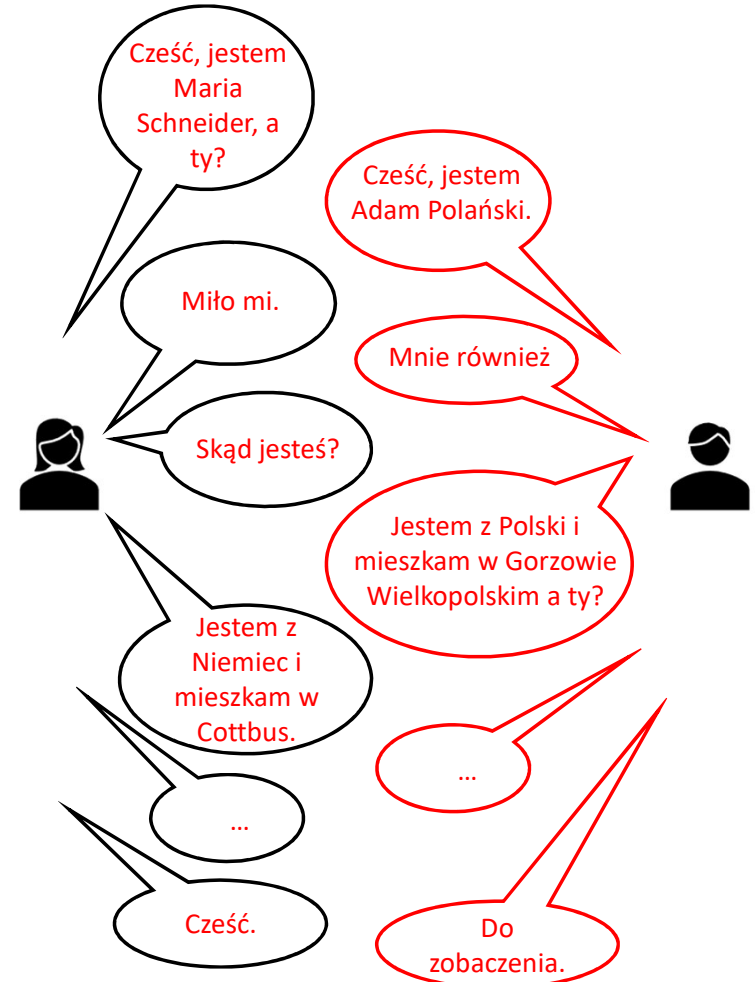 Cześć, jestem
Maria
Schneider, a
ty?
Cześć, jestem
Adam Polański.
Miło mi.
Mnie również
Skąd jesteś?
Jestem z Polski i
mieszkam w Gorzowie
Wielkopolskim a ty?
Jestem z
Niemiec i
mieszkam w
Cottbus.
...
...
Cześć.
Do
zobaczenia.